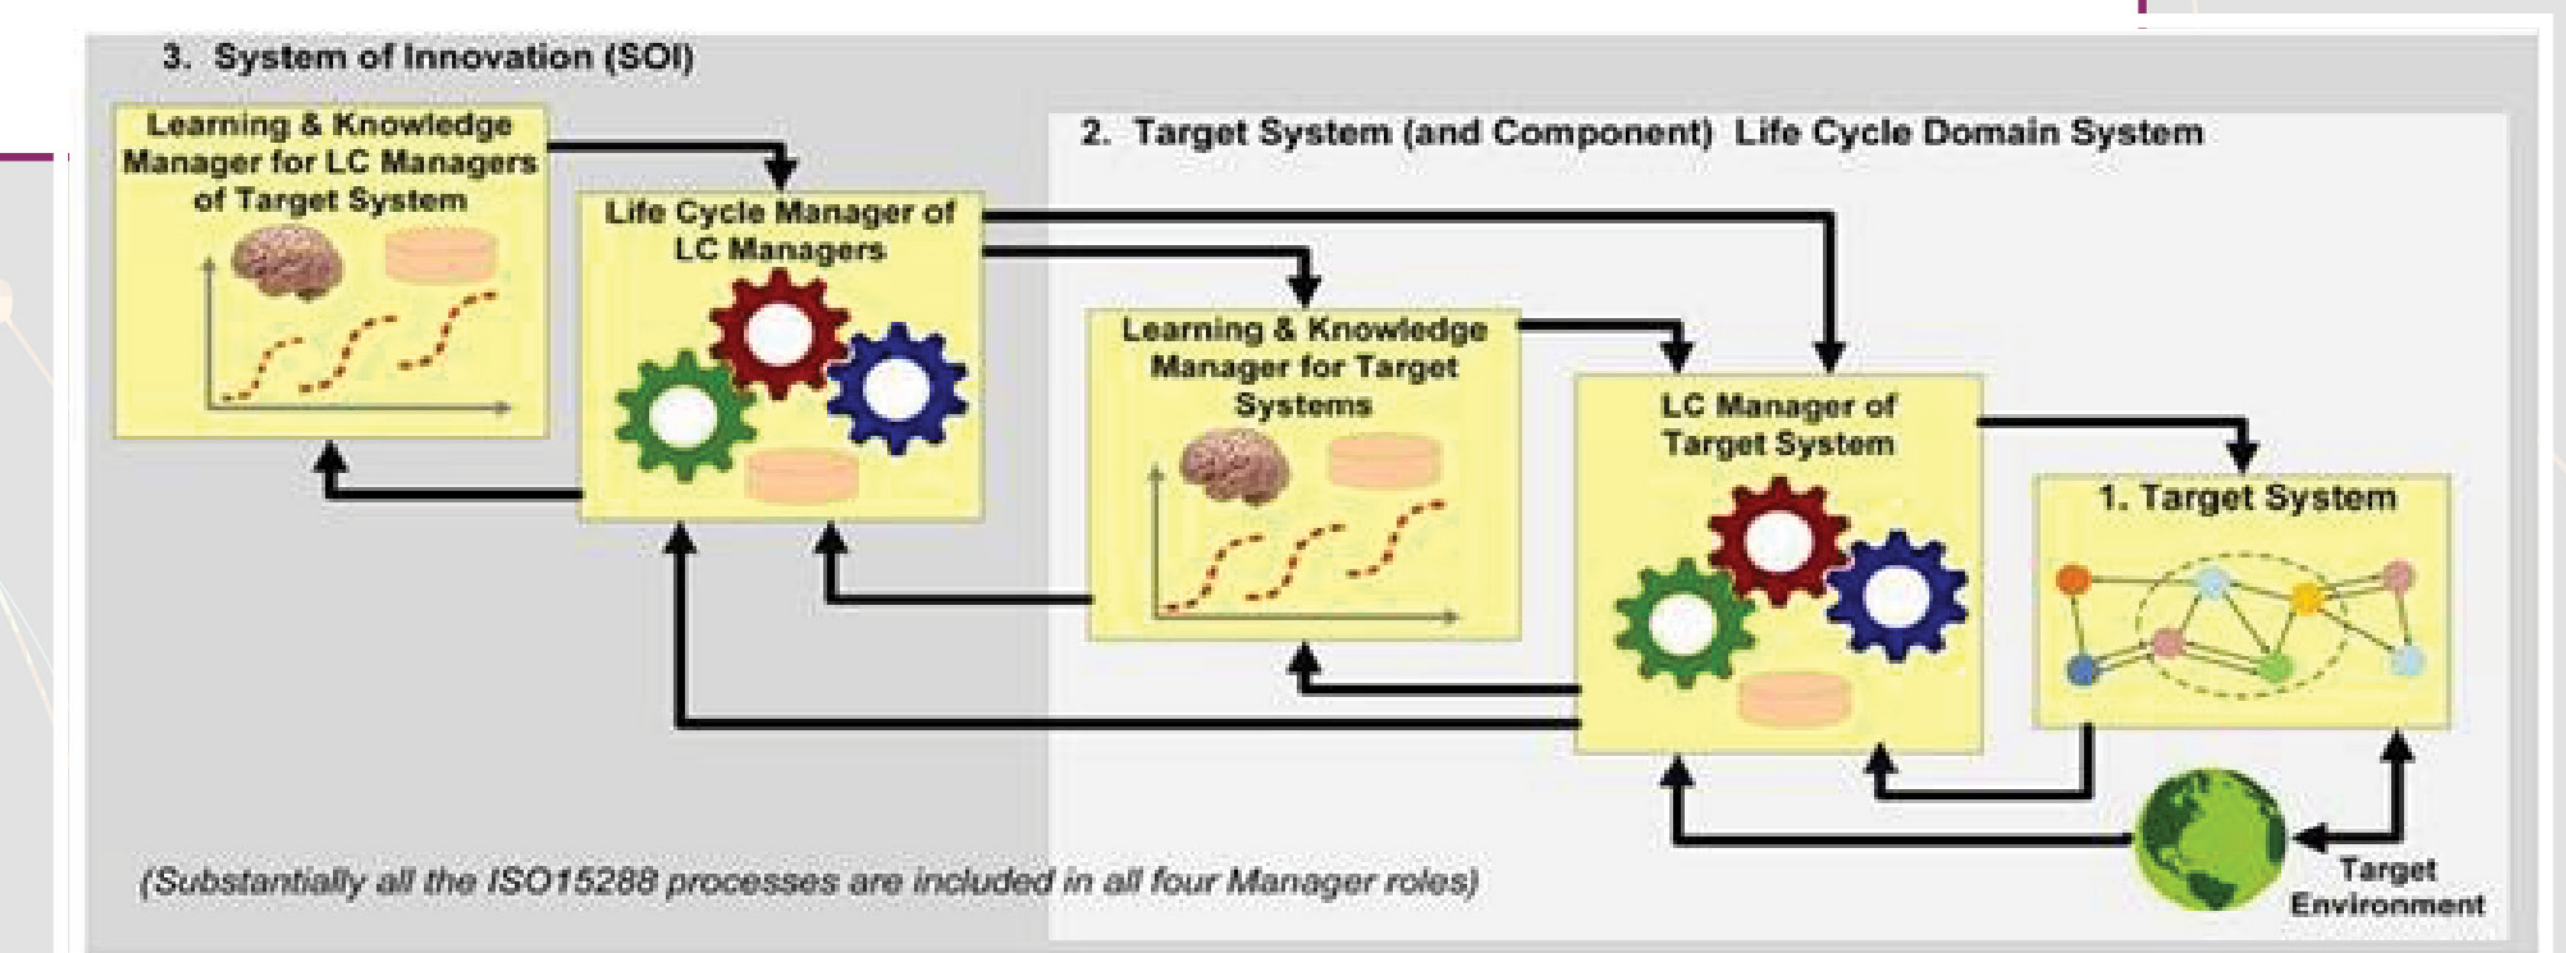 3. System of Innovation (SOI)
Learning & Knowledge
Manager for LC Managers
of Target System
Life Cycle Manager of
LC Managers
2. Target System (and Component) Life Cycle Domain System
Learning & Knowledge
Manager for Target
Systems
LC Manager of
Target System
1. Target System
Target
Environment
(Substantially all the ISO15288 processes are included in all four Manager roles)